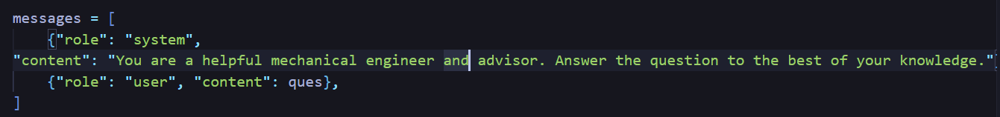 messages = [
    {"role": "system",
"content": "You are a helpful mechanical engineer and advisor. Answer the question to the best of your knowledge."
    {"role": "user", "content": ques},
]